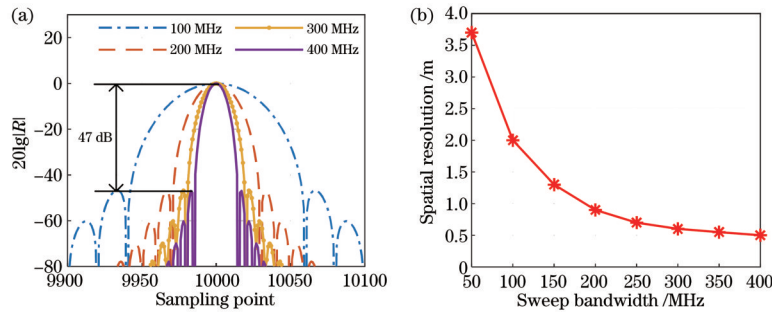 (a)
100 MHz
300 MHz
200 MHz
400 MHz
20lg|R|
20
0
−20
−40
−60
−80
47 dB
9900
9950
10000
10050
10100
Sampling point
(b)
Spatial resolution /m
4.0
3.5
3.0
2.5
2.0
1.5
1.0
0.5
0
50
100
150
200
250
300
350
400
Sweep bandwidth /MHz